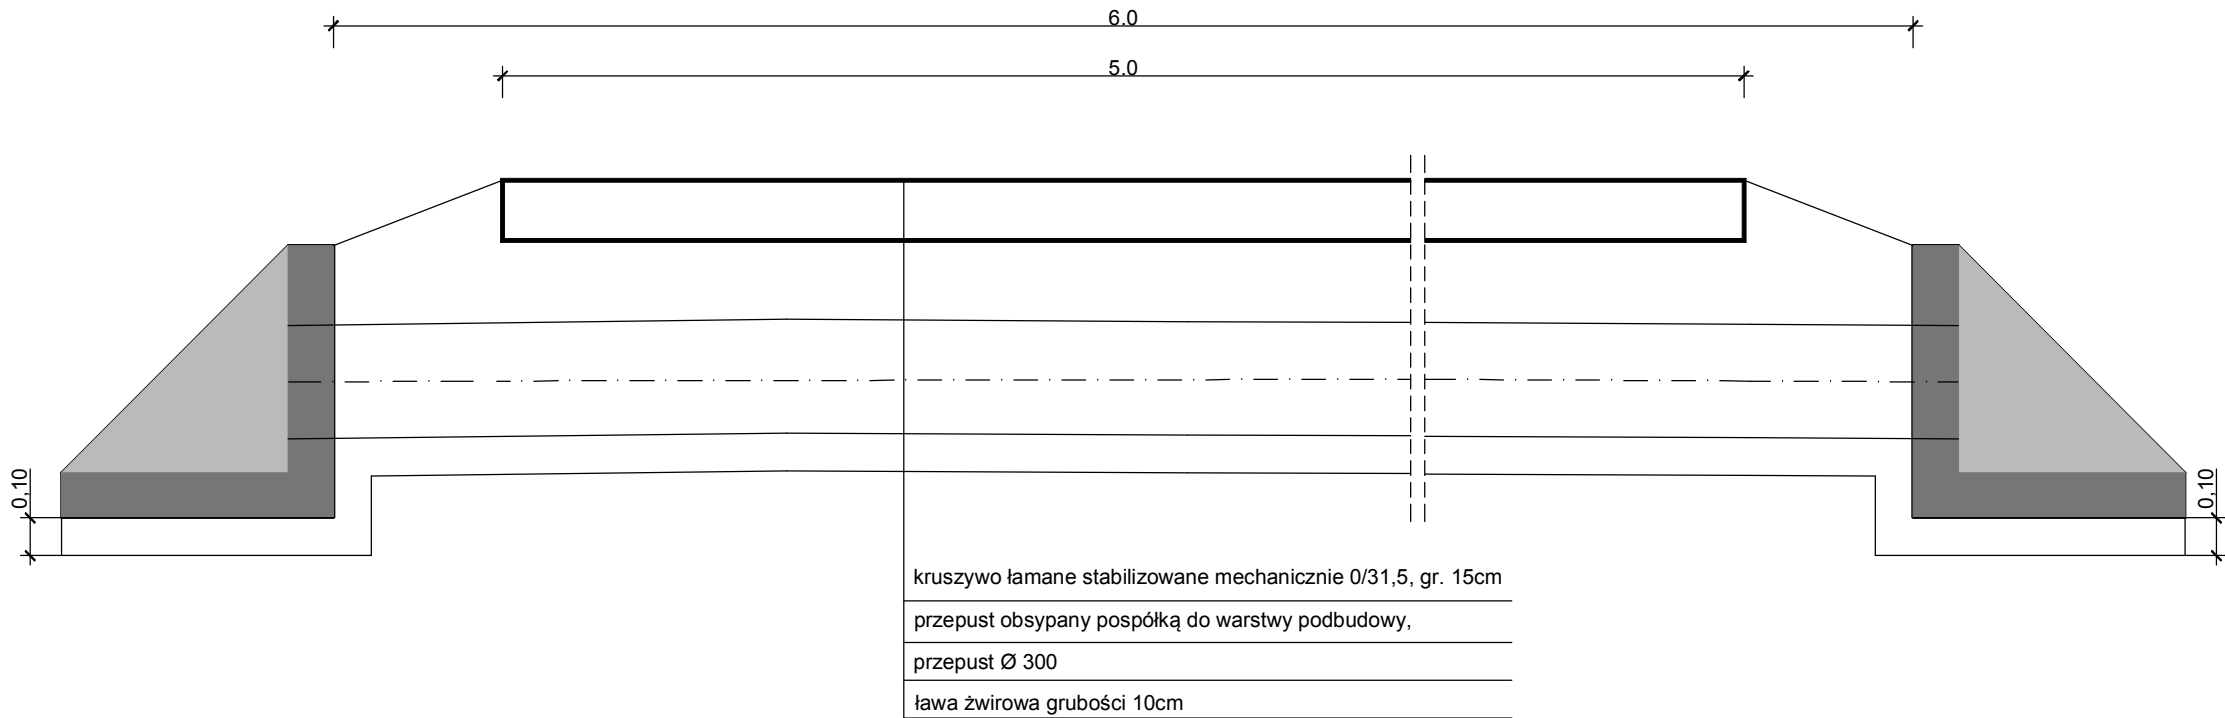 6.0
5.0
0,10
0,10
kruszywo łamane stabilizowane mechanicznie 0/31,5, gr. 15cm
przepust obsypany pospółką do warstwy podbudowy,
przepust Ø 300
ława żwirowa grubości 10cm